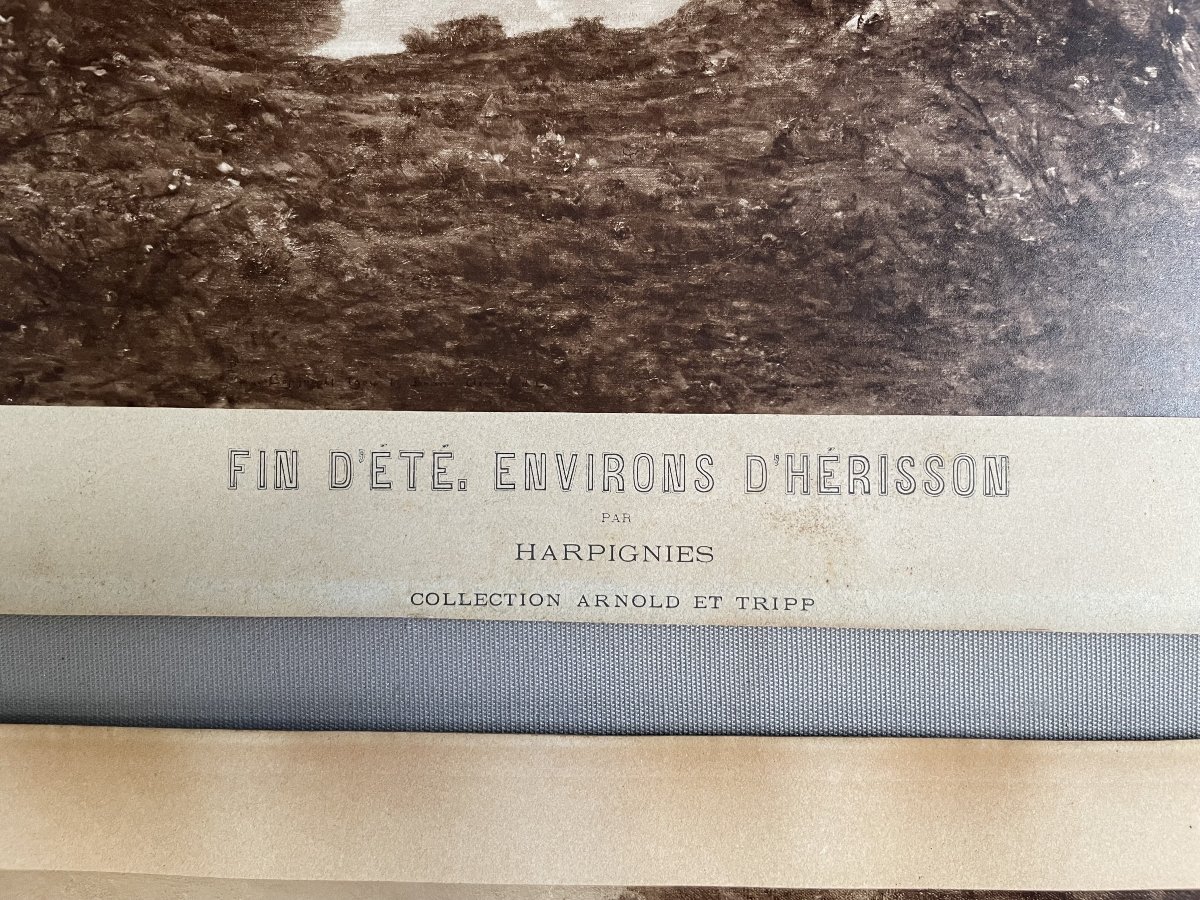 FIN D'ÉTÉ. ENVIRONS D'HÉRISSON
PAR
HARPIGNIES
COLLECTION ARNOLD ET TRIPP